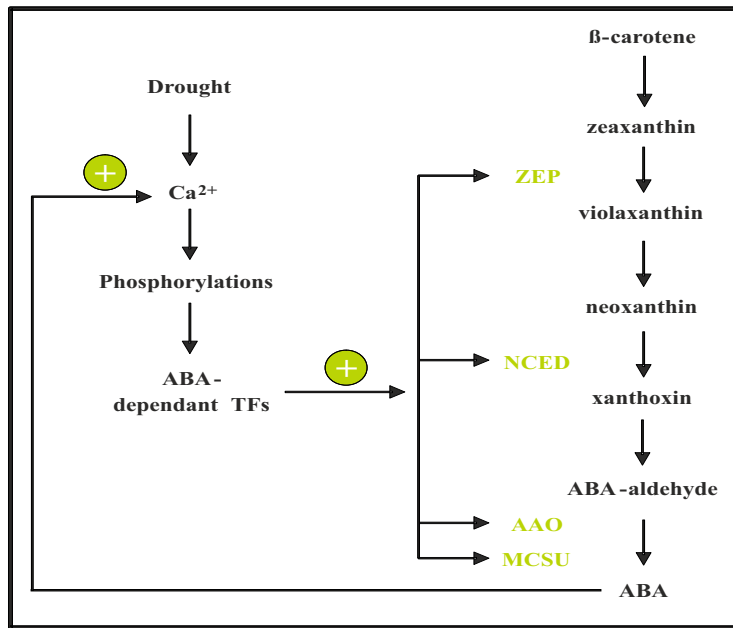 Drought
+
Ca²⁺
Phosphorylations
ABA-
dependant TFs
+
ZEP
NCED
AAO
MCSU
ß-carotene
zeaxanthin
violaxanthin
neoxanthin
xanthoxin
ABA-aldehyde
ABA